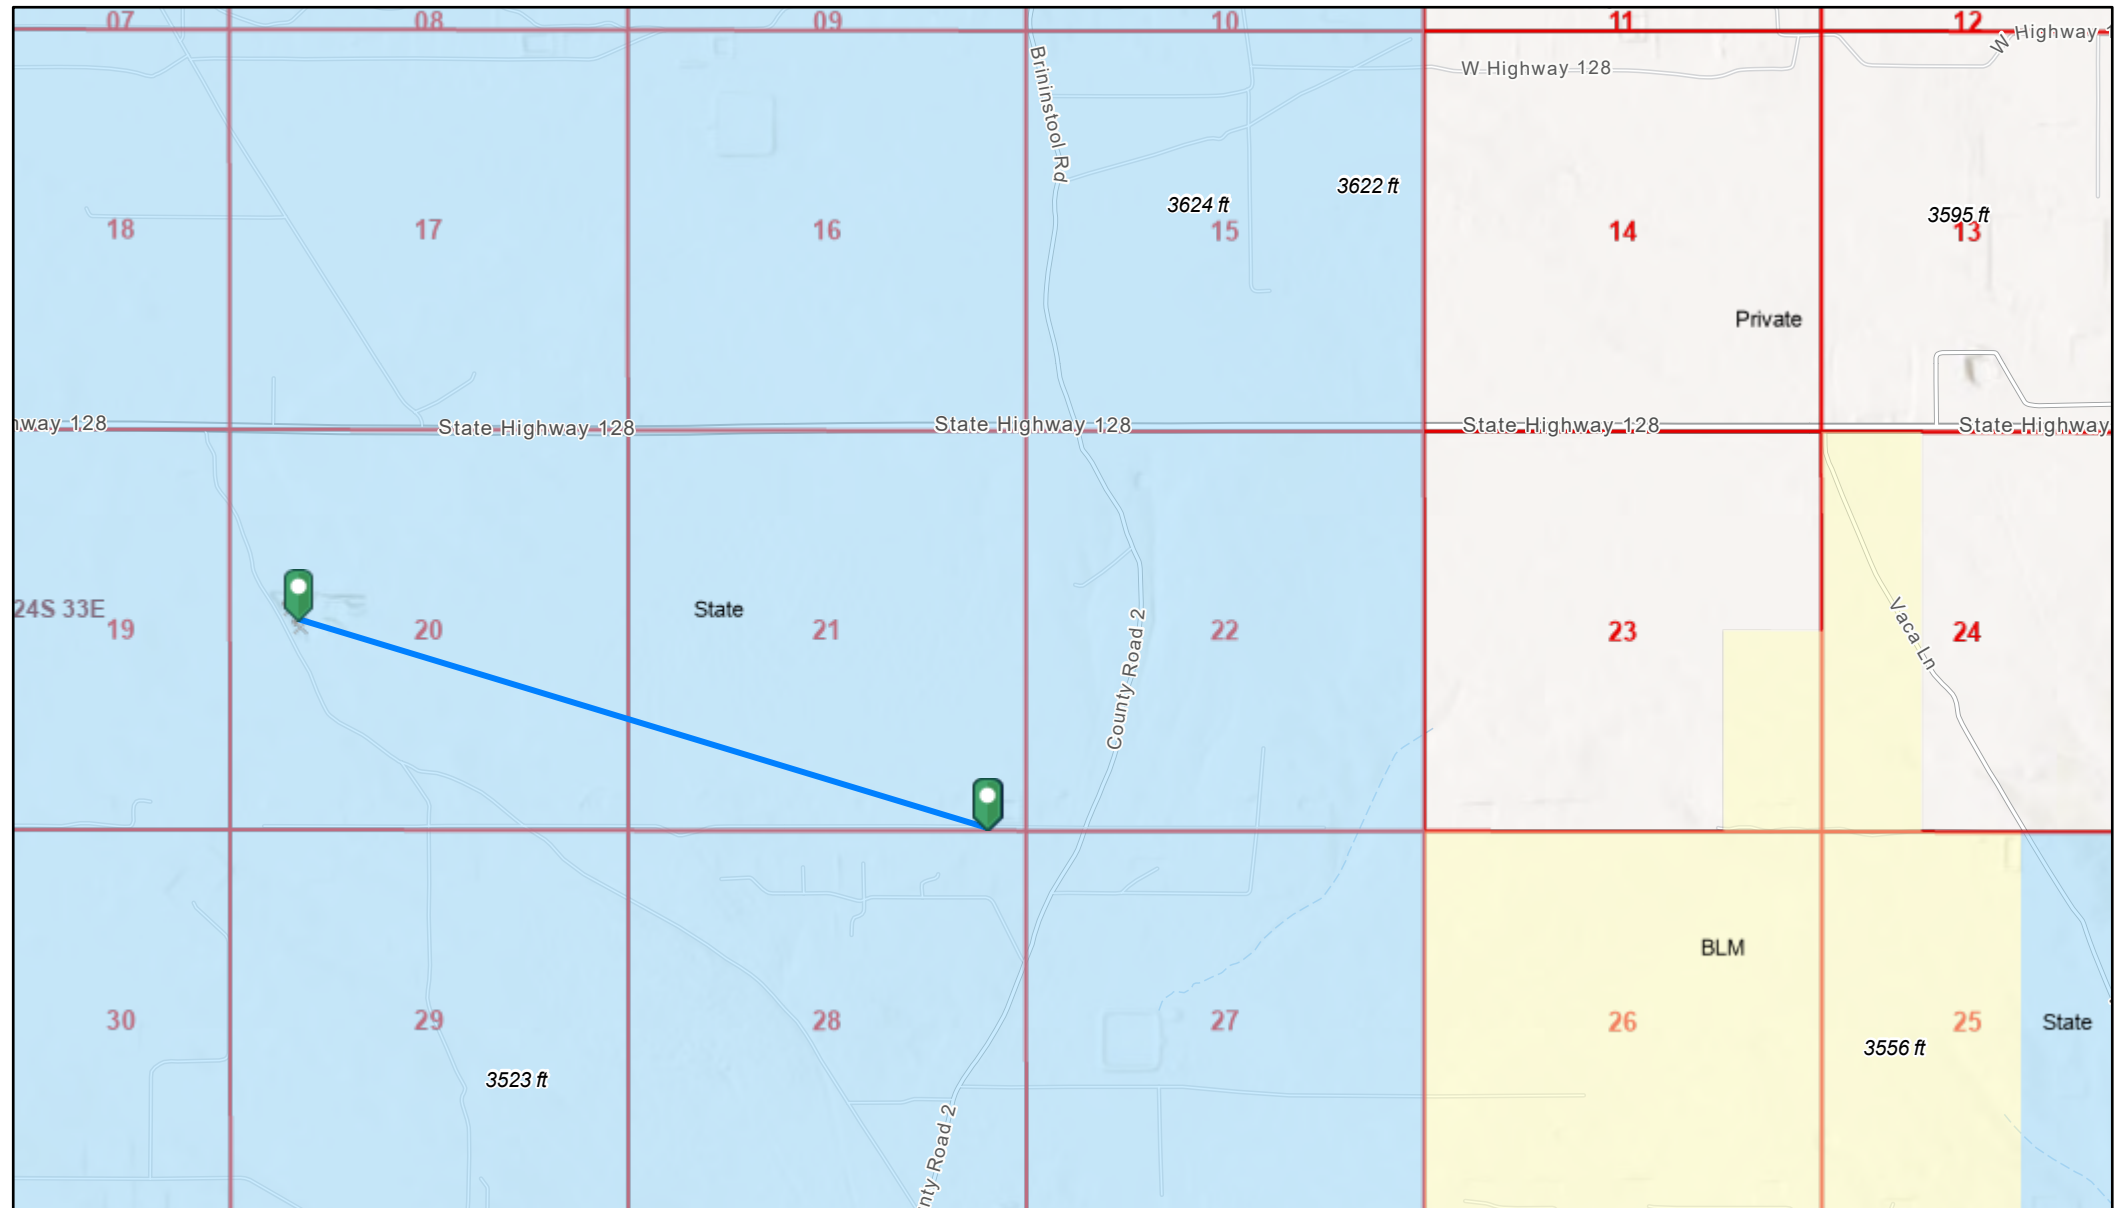 07 08 09 10 11 12
W Highway 1
W Highway 128
Brininstool Rd
3622 ft
3624 ft
3595 ft
18 17 16 15 14 13
Private
hway 128
State Highway 128
State Highway 128
State Highway 128
State Highway
24S 33E
State
19 20 21 22 23 24
Vaca Ln
County Road 2
BLM
30 29 28 27 26 25
State
3556 ft
3523 ft
nty Road 2